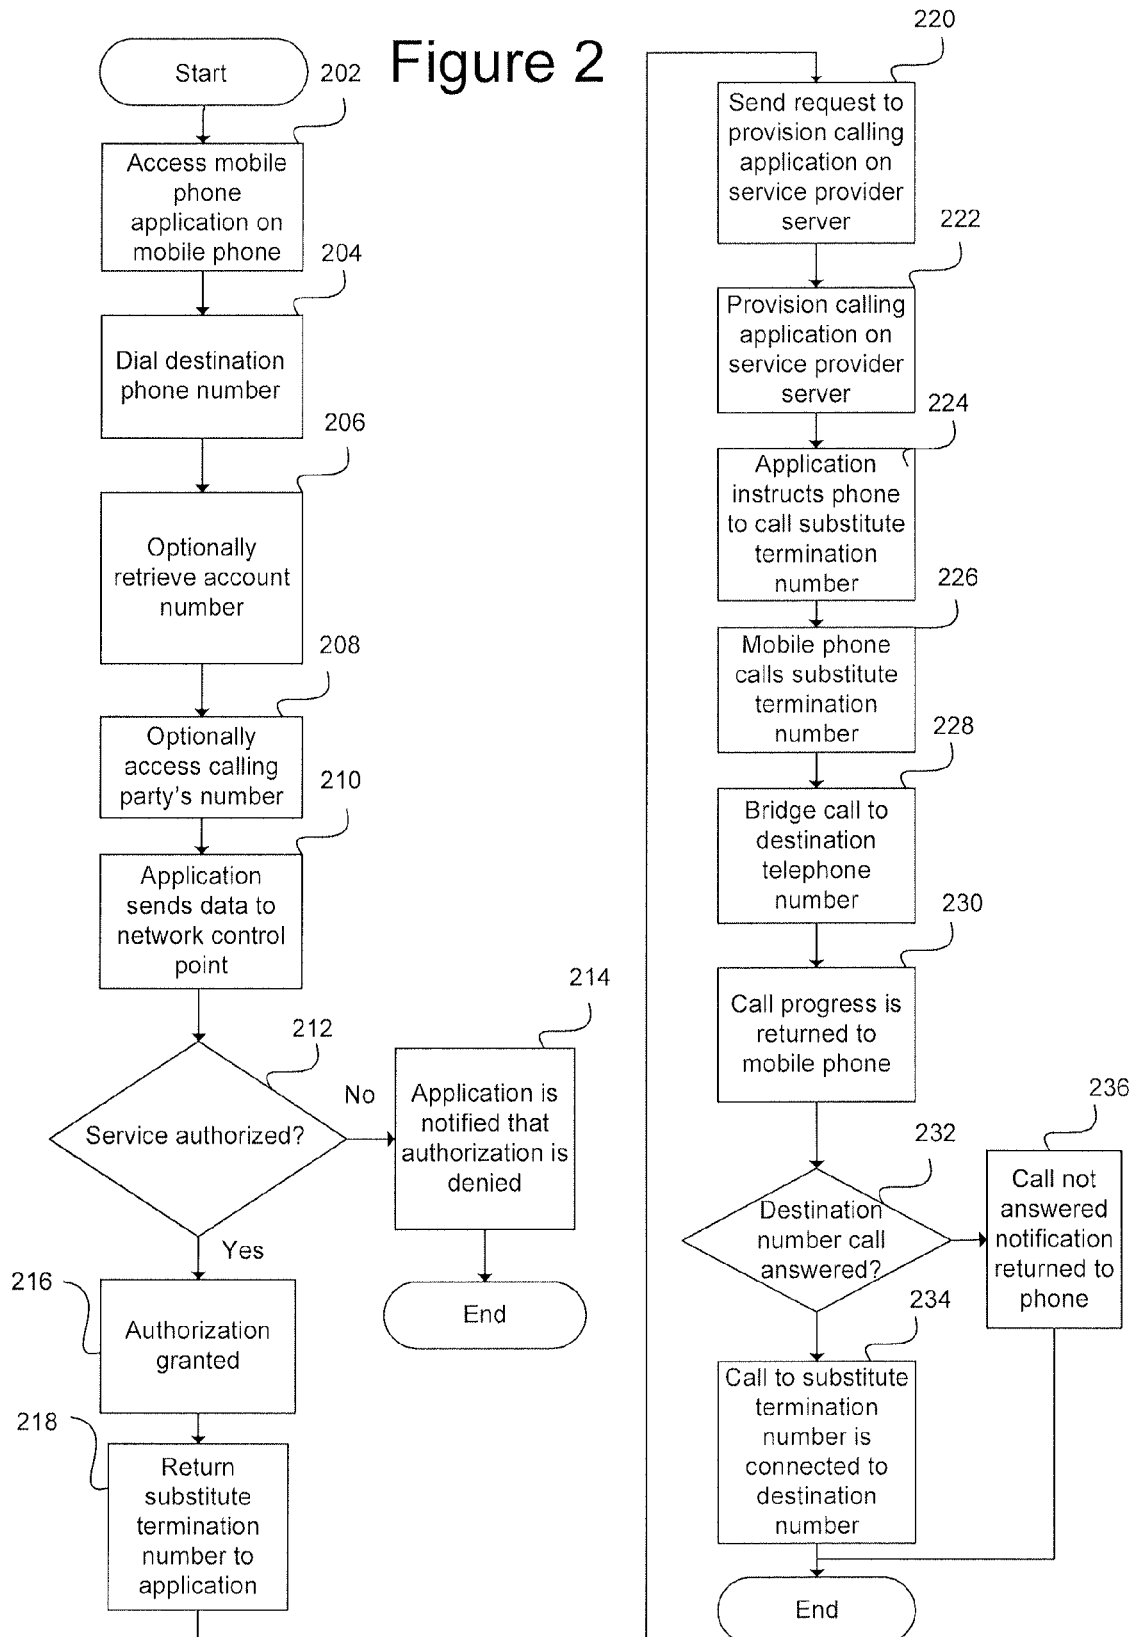 Figure 2
Start
202
Access mobile
phone
application on
mobile phone
204
Dial destination
phone number
206
Optionally
retrieve account
number
208
Optionally
access calling
party's number
210
Application
sends data to
network control
point
212
Service authorized?
No
214
Application is
notified that
authorization is
denied
End
Yes
216
Authorization
granted
218
Return
substitute
termination
number to
application
220
Send request to
provision calling
application on
service provider
server
222
Provision calling
application on
service provider
server
224
Application
instructs phone
to call substitute
termination
number
226
Mobile phone
calls substitute
termination
number
228
Bridge call to
destination
telephone
number
230
Call progress is
returned to
mobile phone
232
Destination
number call
answered?
236
Call not
answered
notification
returned to
phone
234
Call to substitute
termination
number is
connected to
destination
number
End